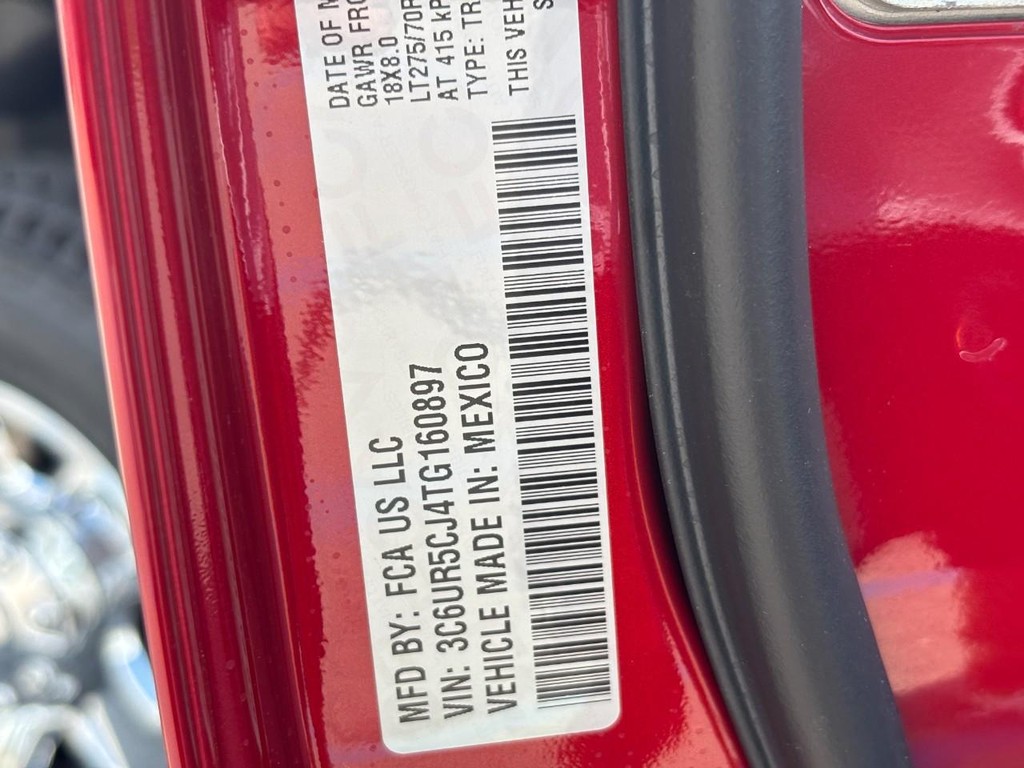 DATE OF M
GAWR FRO
18X8.0
LT275/70R
AT 415 KP
TYPE: TR
THIS VEH
MFD BY: FCA US LLC
VIN: 3C6UR5CJ4TG160897
VEHICLE MADE IN: MEXICO